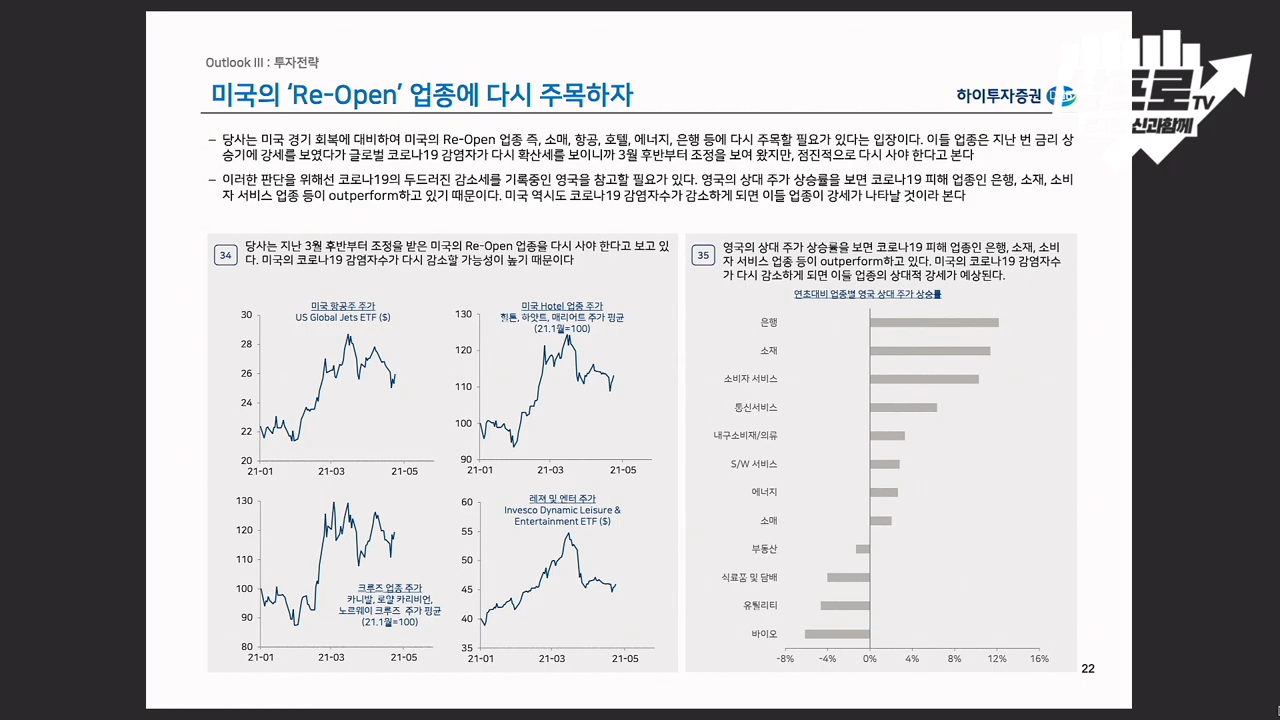 Outlook III : 투자전략
미국의 ‘Re-Open’ 업종에 다시 주목하자
하이투자증권
프로
TV
신과함께
– 당사는 미국 경기 회복에 대비하여 미국의 Re-Open 업종 즉, 소매, 항공, 호텔, 에너지, 은행 등에 다시 주목할 필요가 있다는 입장이다. 이들 업종은 지난 번 금리 상
승기에 강세를 보였다가 글로벌 코로나19 감염자가 다시 확산세를 보이니까 3월 후반부터 조정을 보여 왔지만, 점진적으로 다시 사야 한다고 본다
– 이러한 판단을 위해선 코로나19의 두드러진 감소세를 기록중인 영국을 참고할 필요가 있다. 영국의 상대 주가 상승률을 보면 코로나19 피해 업종인 은행, 소재, 소비
자 서비스 업종 등이 outperform하고 있기 때문이다. 미국 역시도 코로나19 감염자수가 감소하게 되면 이들 업종이 강세가 나타날 것이라 본다
34
당사는 지난 3월 후반부터 조정을 받은 미국의 Re-Open 업종을 다시 사야 한다고 보고 있
다. 미국의 코로나19 감염자수가 다시 감소할 가능성이 높기 때문이다
미국 항공주 주가
US Global Jets ETF ($)
30
28
26
24
22
20
21-01 21-03 21-05
미국 Hotel 업종 주가
힐튼, 하얏트, 매리어트 주가 평균
(21.1월=100)
130
120
110
100
90
21-01 21-03 21-05
크루즈 업종 주가
카니발, 로얄 카리비언,
노르웨이 크루즈 주가 평균
(21.1월=100)
130
120
110
100
90
80
21-01 21-03 21-05
레져 및 엔터 주가
Invesco Dynamic Leisure &
Entertainment ETF ($)
60
55
50
45
40
35
21-01 21-03 21-05
35
영국의 상대 주가 상승률을 보면 코로나19 피해 업종인 은행, 소재, 소비
자 서비스 업종 등이 outperform하고 있다. 미국의 코로나19 감염자수
가 다시 감소하게 되면 이들 업종의 상대적 강세가 예상된다.
연초대비 업종별 영국 상대 주가 상승률
은행
소재
소비자 서비스
통신서비스
내구소비재/의류
S/W 서비스
에너지
소매
부동산
식료품 및 담배
유틸리티
바이오
-8% -4% 0% 4% 8% 12% 16%
22